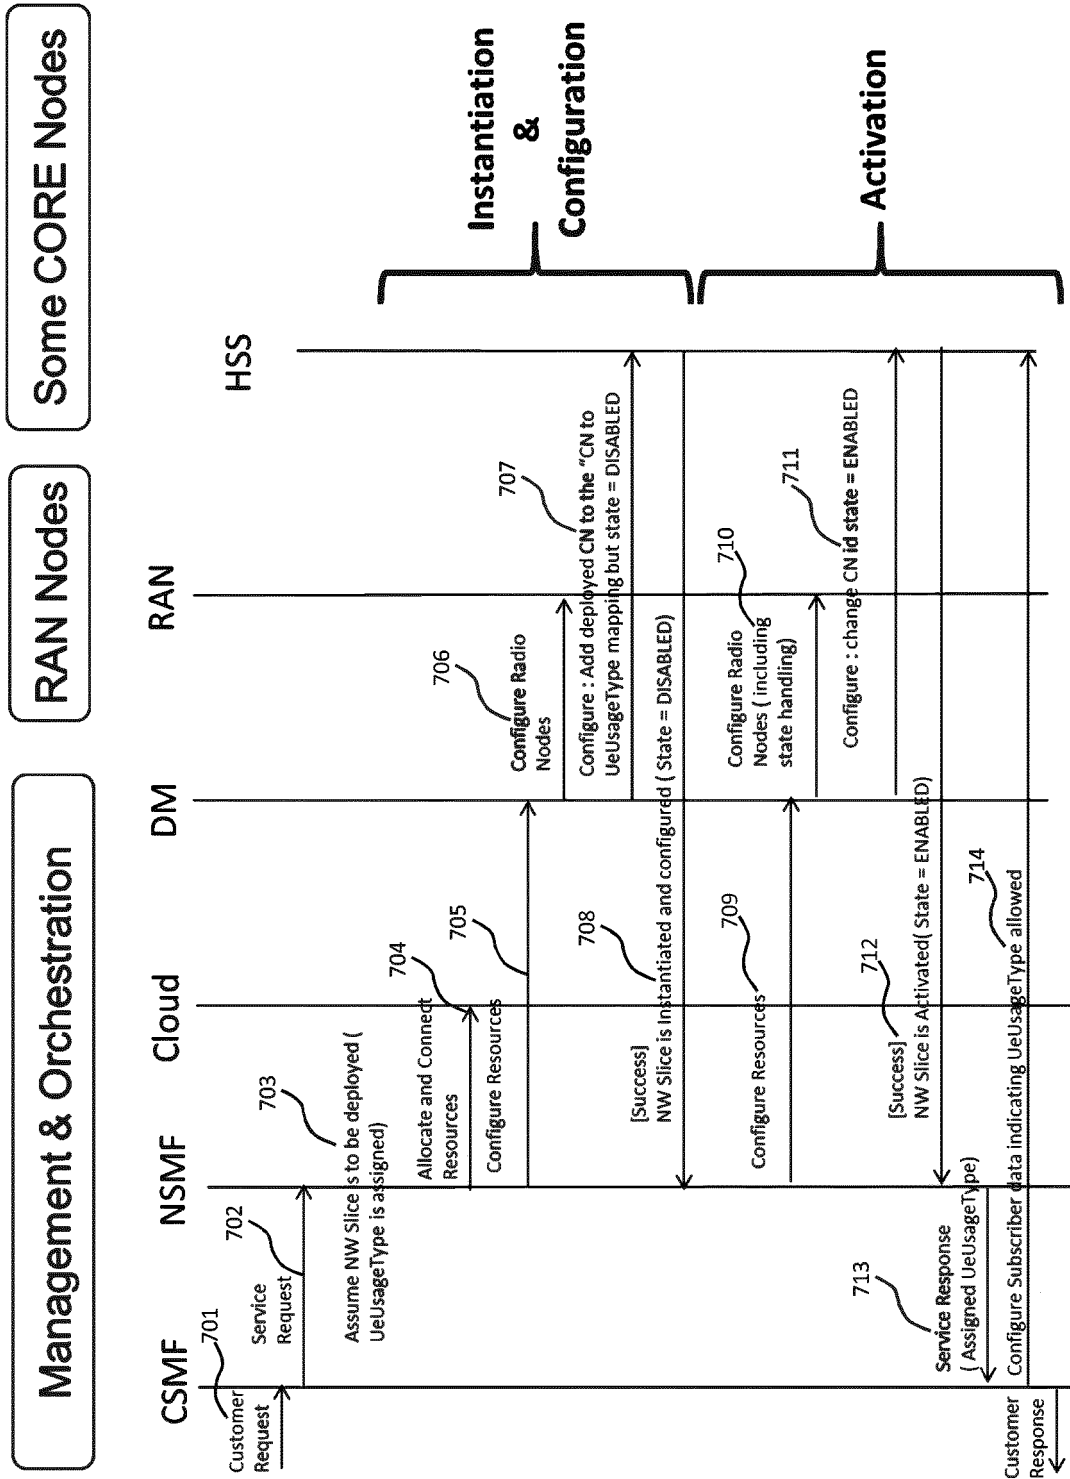 Management & Orchestration
RAN Nodes
Some CORE Nodes
CSMF
NSMF
Cloud
DM
RAN
HSS
701
Customer
Request
702
Service
Request
703
Assume NW Slice is to be deployed (
UeUsageType is assigned)
704
Allocate and Connect
Resources
705
Configure Resources
706
Configure Radio
Nodes
707
Configure : Add deployed CN to the "CN to
UeUsageType mapping but state = DISABLED
708
[Success]
NW Slice is Instantiated and configured ( State = DISABLED)
Instantiation
&
Configuration
709
Configure Resources
710
Configure Radio
Nodes ( including
state handling)
711
Configure : change CN id state = ENABLED
712
[Success]
NW Slice is Activated( State = ENABLED)
713
Service Response
( Assigned UeUsageType)
714
Configure Subscriber data indicating UeUsageType allowed
Customer
Response
Activation